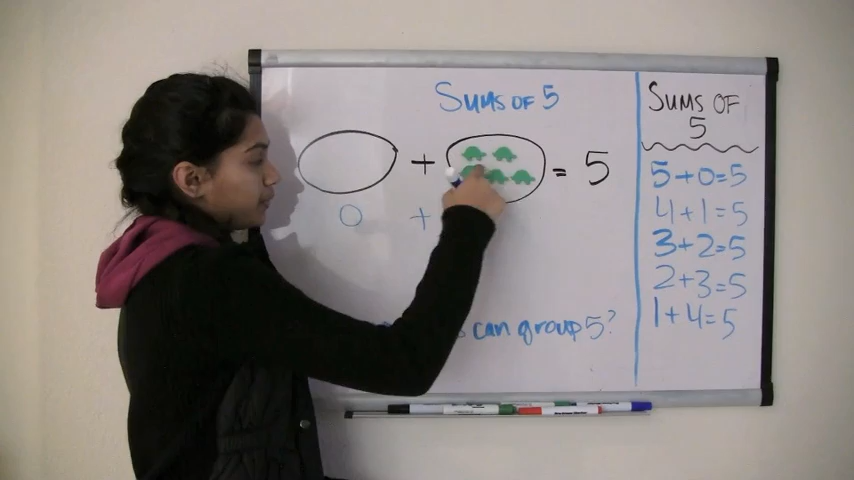 SUMS OF 5
+ = 5
0 +
can group 5?
SUMS OF
5
5+0=5
4+1=5
3+2=5
2+3=5
1+4=5